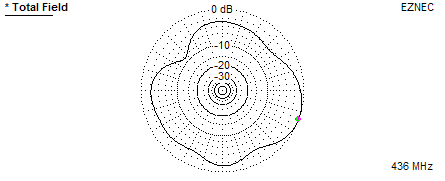 * Total Field
0 dB
EZNEC
-10
-20
-30
436 MHz